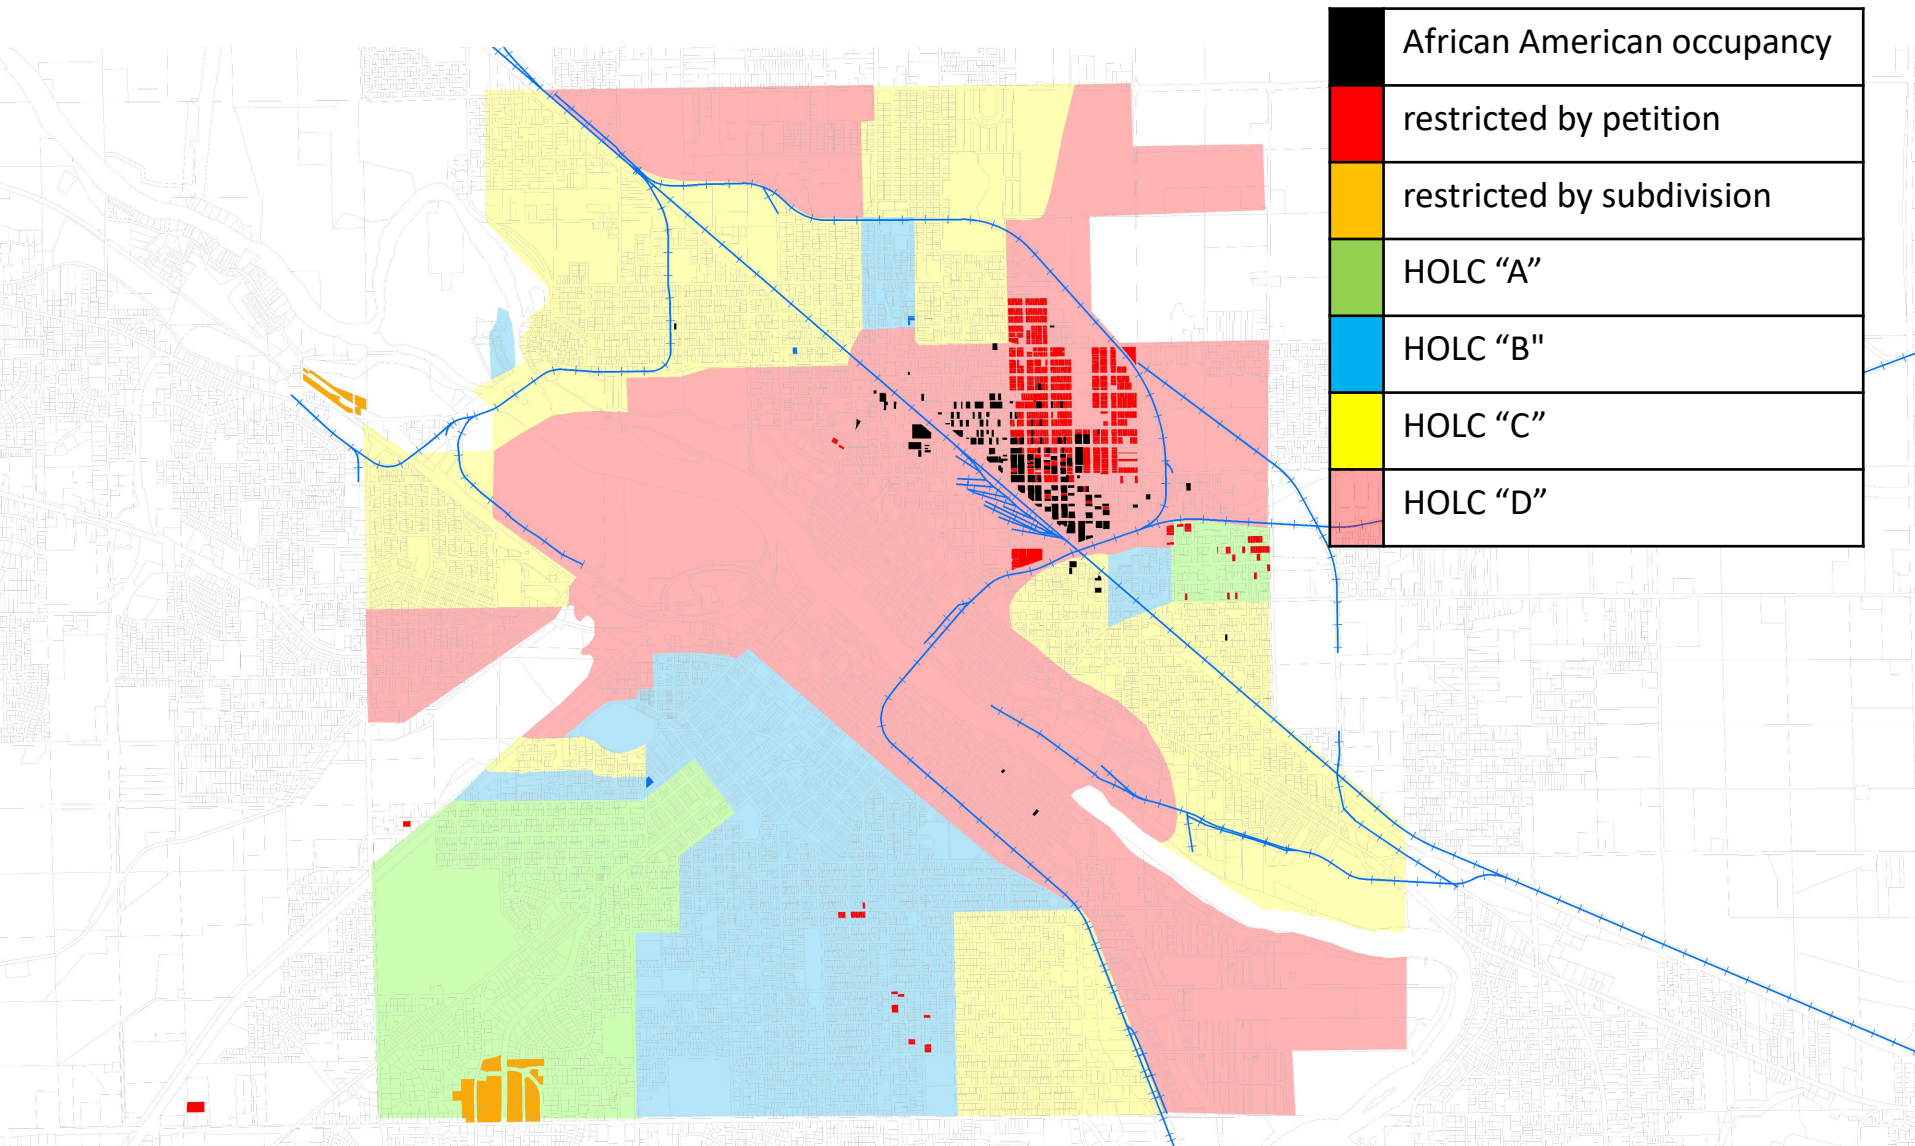 African American occupancy
restricted by petition
restricted by subdivision
HOLC “A”
HOLC “B"
HOLC “C”
HOLC “D”